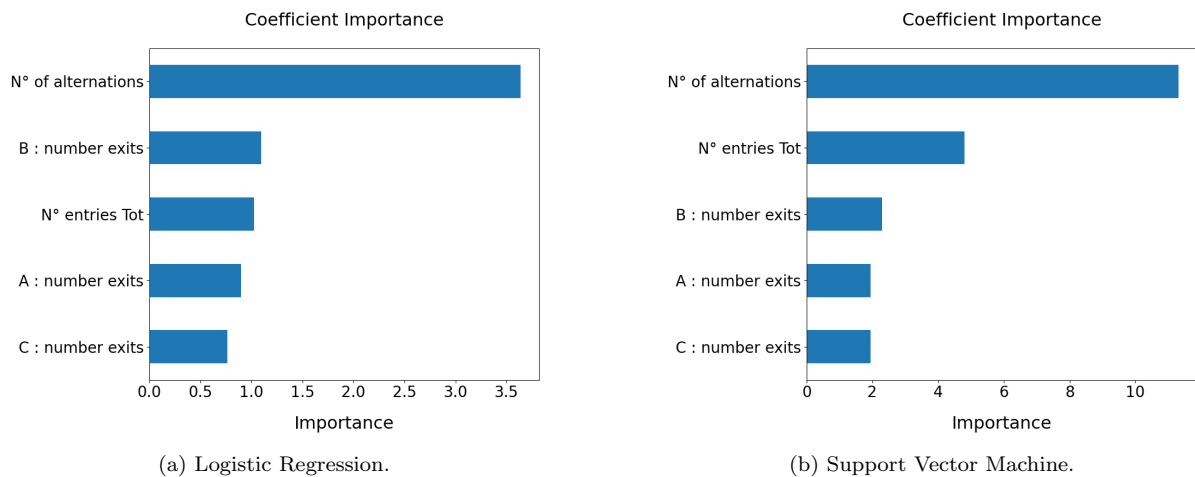 Coefficient Importance
N° of alternations
B : number exits
N° entries Tot
A : number exits
C : number exits
0.0 0.5 1.0 1.5 2.0 2.5 3.0 3.5
Importance
(a) Logistic Regression.
Coefficient Importance
N° of alternations
N° entries Tot
B : number exits
A : number exits
C : number exits
0 2 4 6 8 10
Importance
(b) Support Vector Machine.